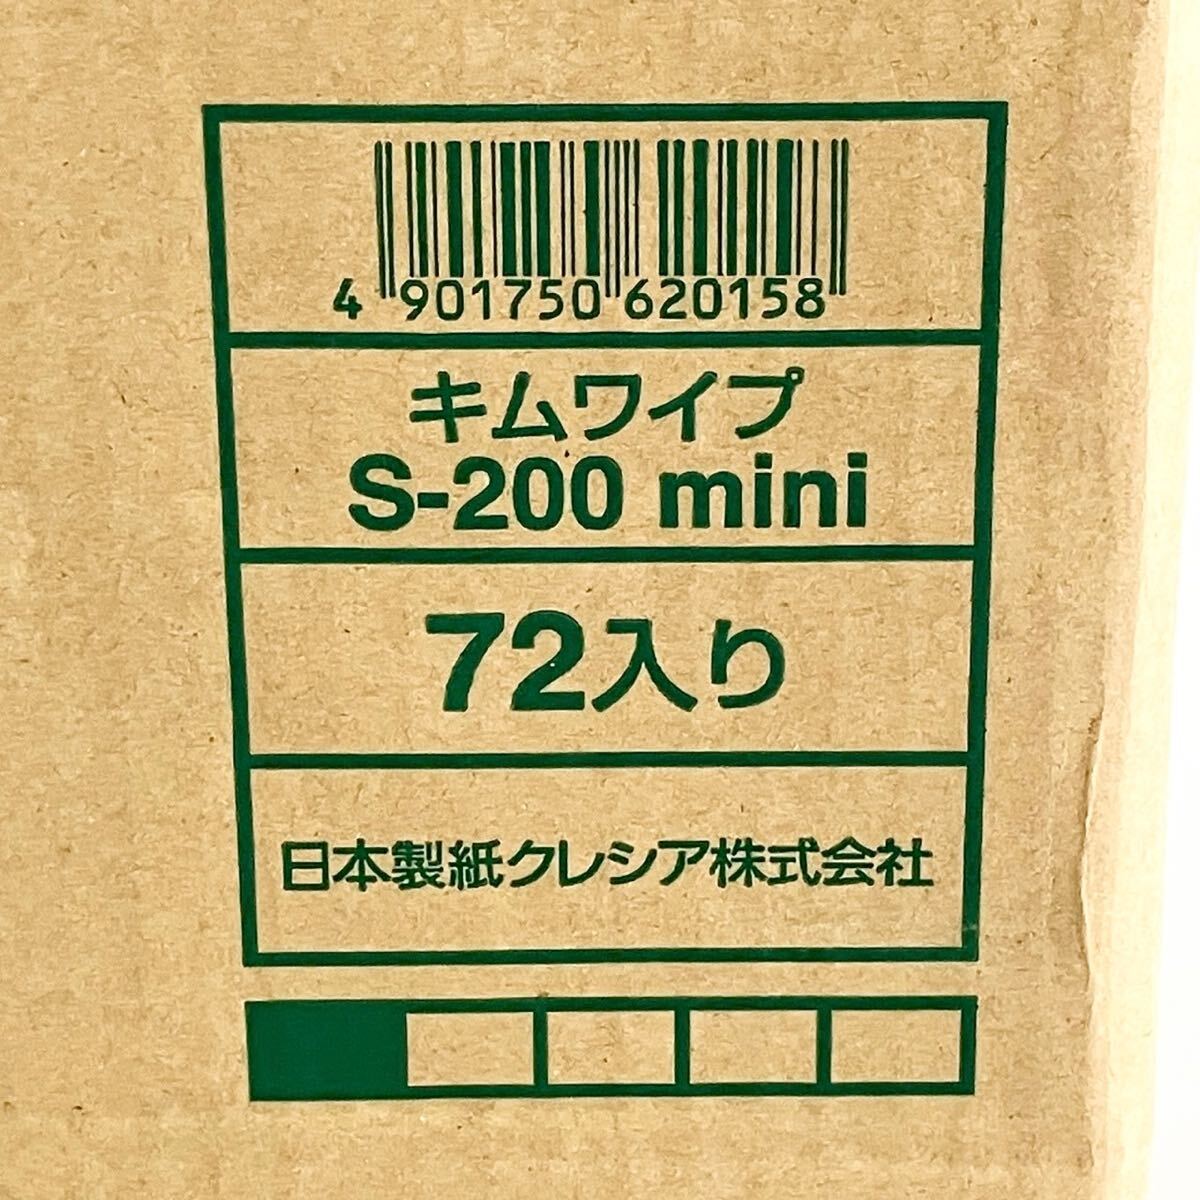 4 901750 620158
キムワイプ
S-200 mini
72入り
日本製紙クレシア株式会社